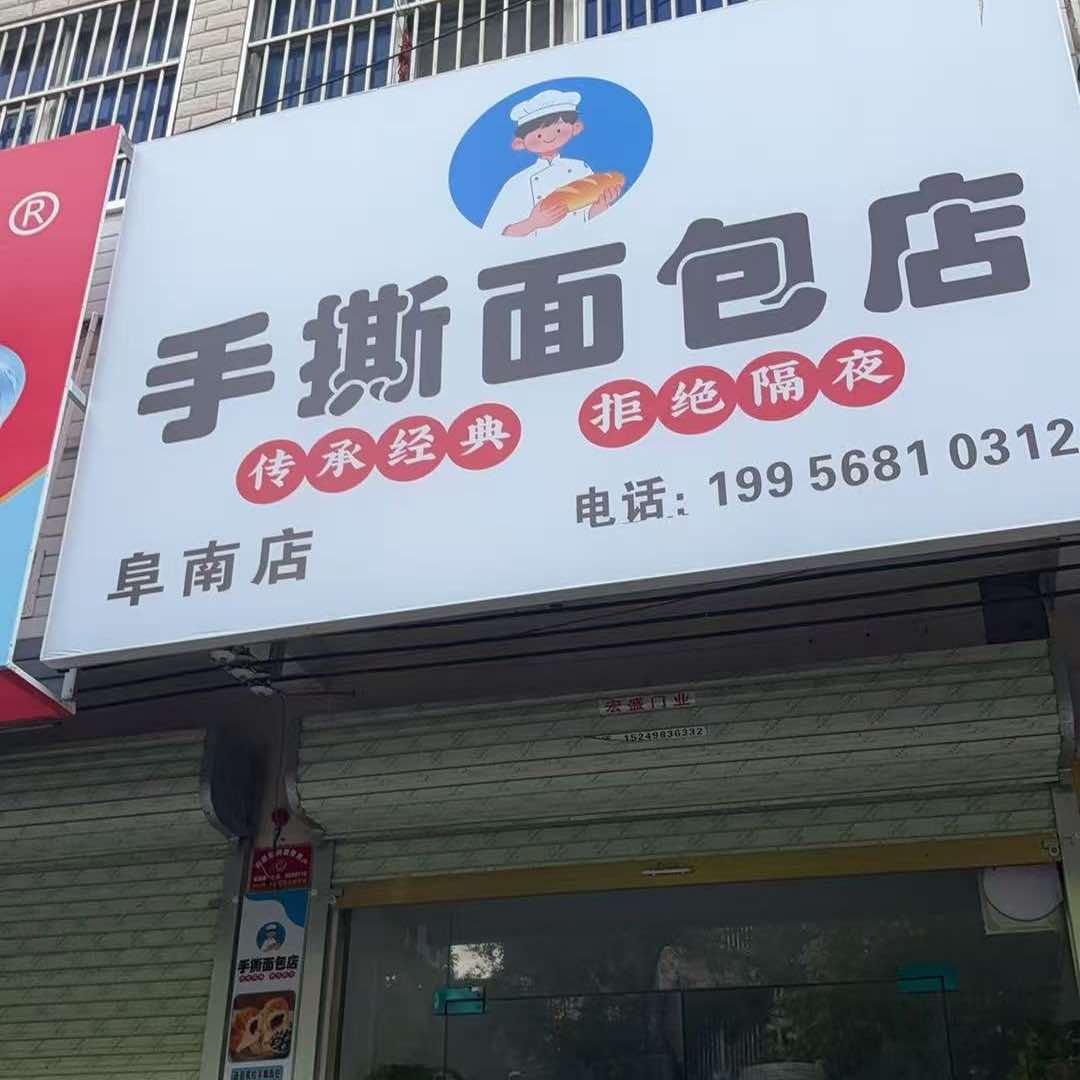 ®
手撕面包店
传承经典 拒绝隔夜
电话：199 5681 0312
阜南店
宏盛门业
15249836332
手撕面包店